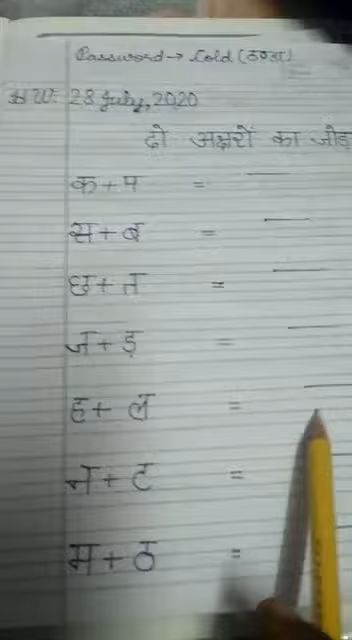 Password → Cold (ठण्डा)
28 July, 2020
दो अक्षरों का जोड़
क + प =
स + ब =
छ + त =
ज + ड़ =
ह + ल =
न + ट =
म + ठ =